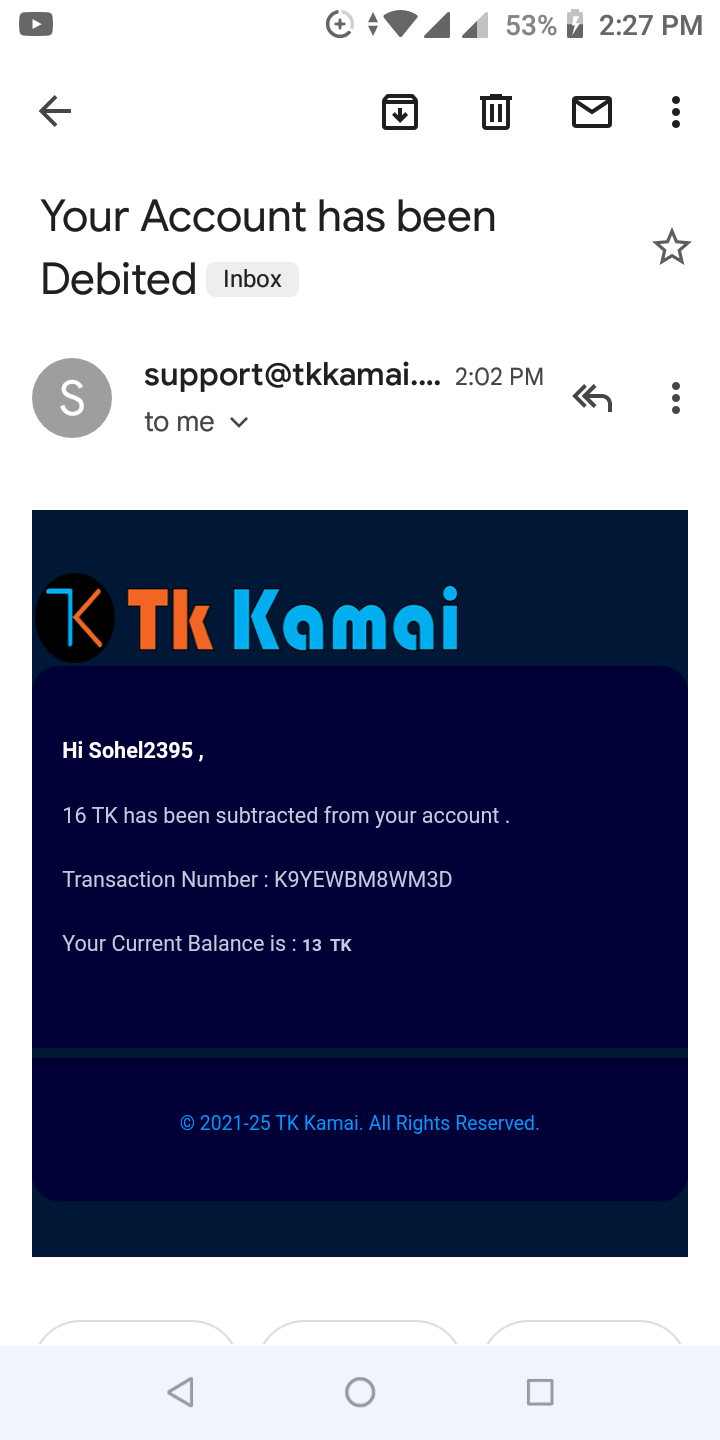 53% 2:27 PM
Your Account has been
Debited Inbox
S support@tkkamai.... 2:02 PM
to me
TK Tk Kamai
Hi Sohel2395 ,
16 TK has been subtracted from your account .
Transaction Number : K9YEWBM8WM3D
Your Current Balance is : 13 TK
© 2021-25 TK Kamai. All Rights Reserved.